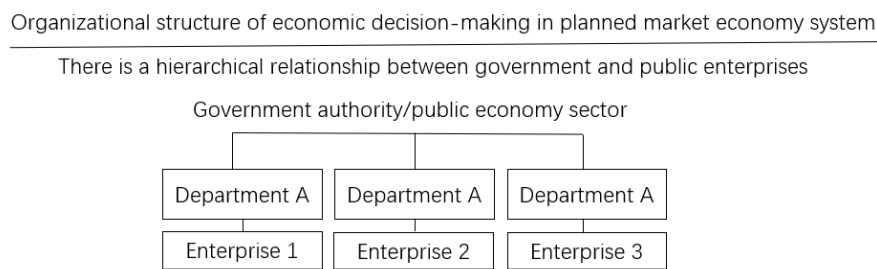 Organizational structure of economic decision-making in planned market economy system
There is a hierarchical relationship between government and public enterprises
Government authority/public economy sector
Department A Department A Department A
Enterprise 1 Enterprise 2 Enterprise 3